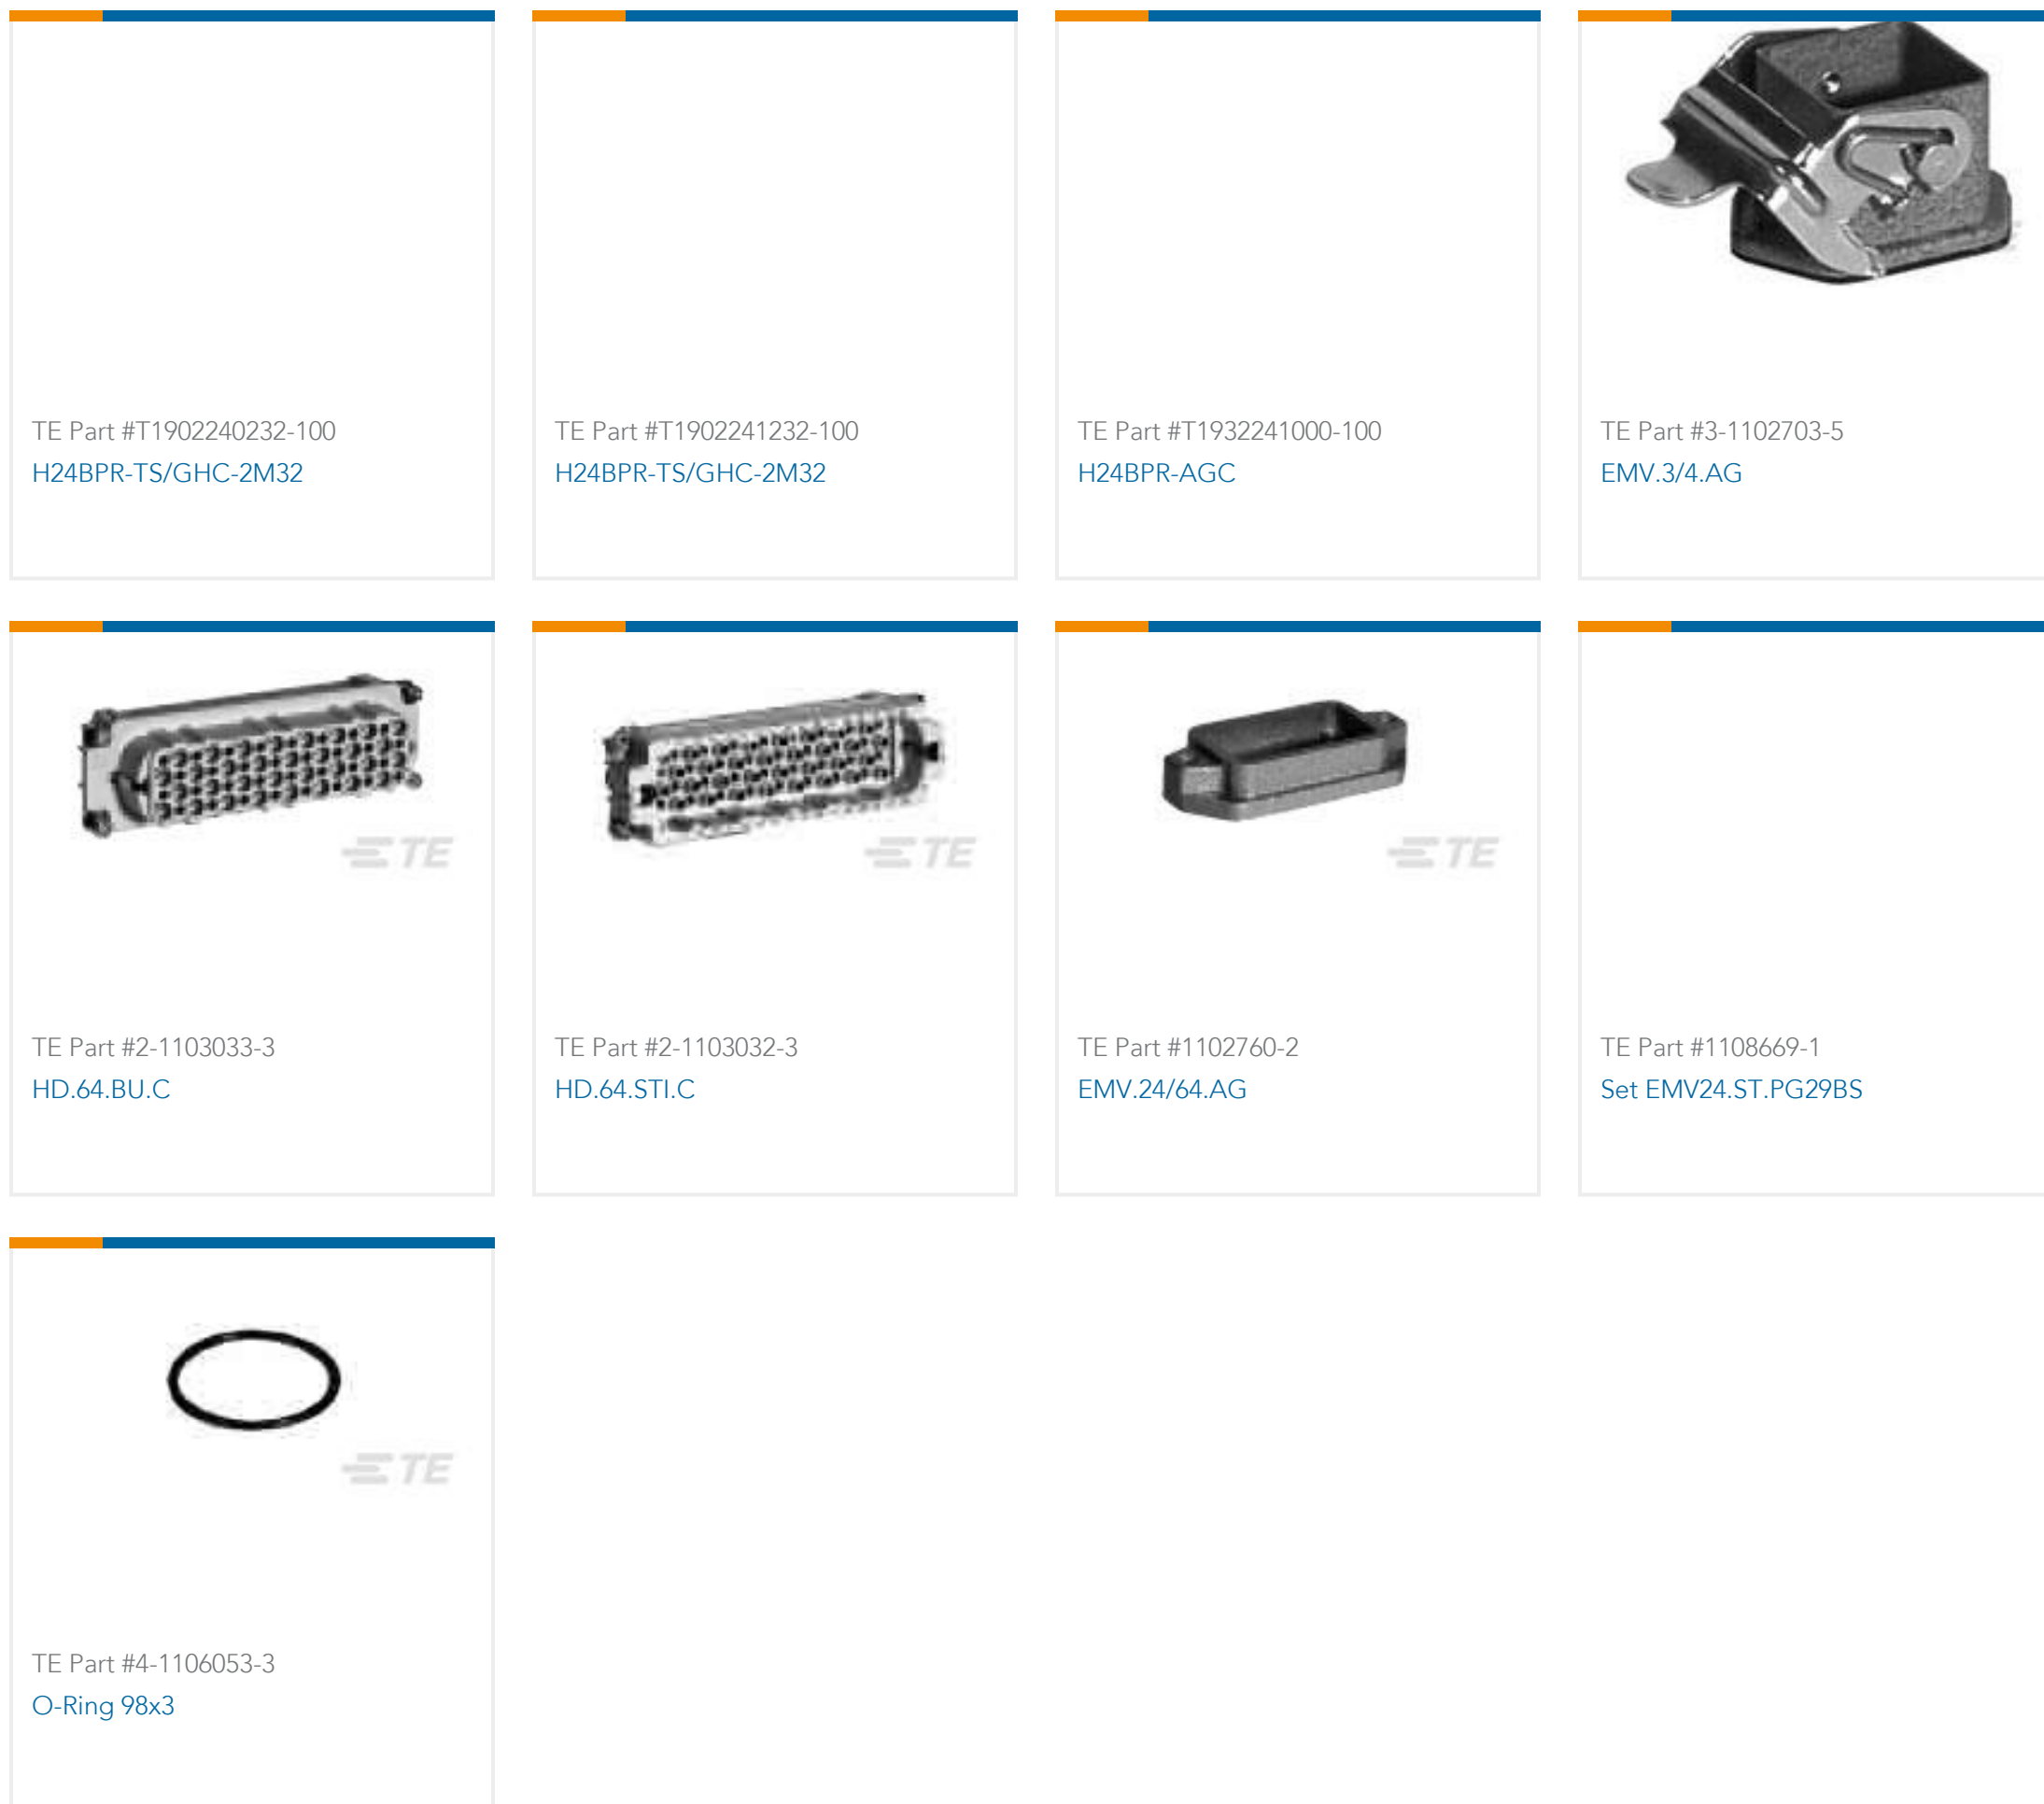 TE Part #T1902240232-100
H24BPR-TS/GHC-2M32
TE Part #T1902241232-100
H24BPR-TS/GHC-2M32
TE Part #T1932241000-100
H24BPR-AGC
TE Part #3-1102703-5
EMV.3/4.AG
TE
TE Part #2-1103033-3
HD.64.BU.C
TE
TE Part #2-1103032-3
HD.64.STI.C
TE
TE Part #1102760-2
EMV.24/64.AG
TE Part #1108669-1
Set EMV24.ST.PG29BS
TE
TE Part #4-1106053-3
O-Ring 98x3